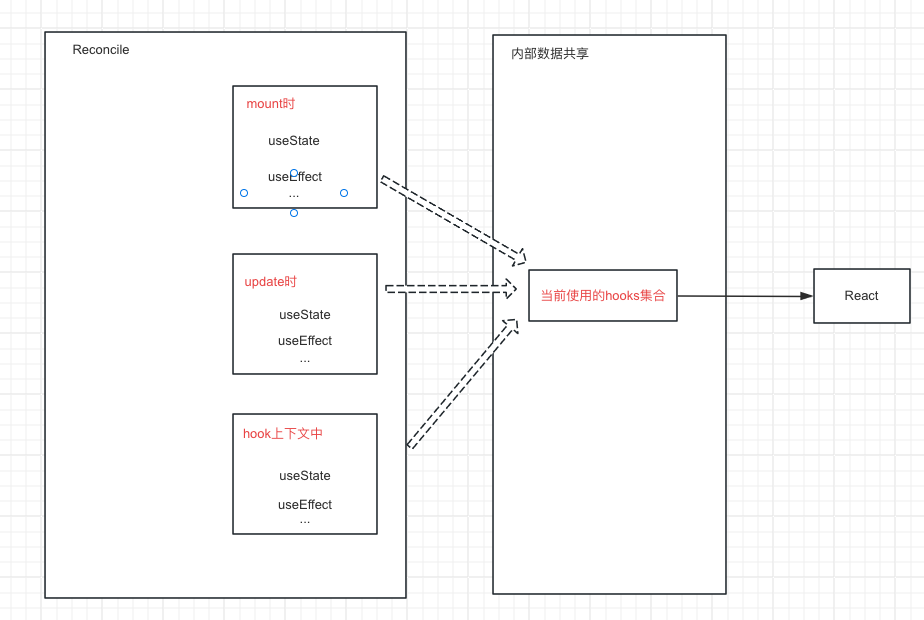 Reconcile
mount时
useState
useEffect
...
update时
useState
useEffect
...
hook上下文中
useState
useEffect
...
内部数据共享
当前使用的hooks集合
React